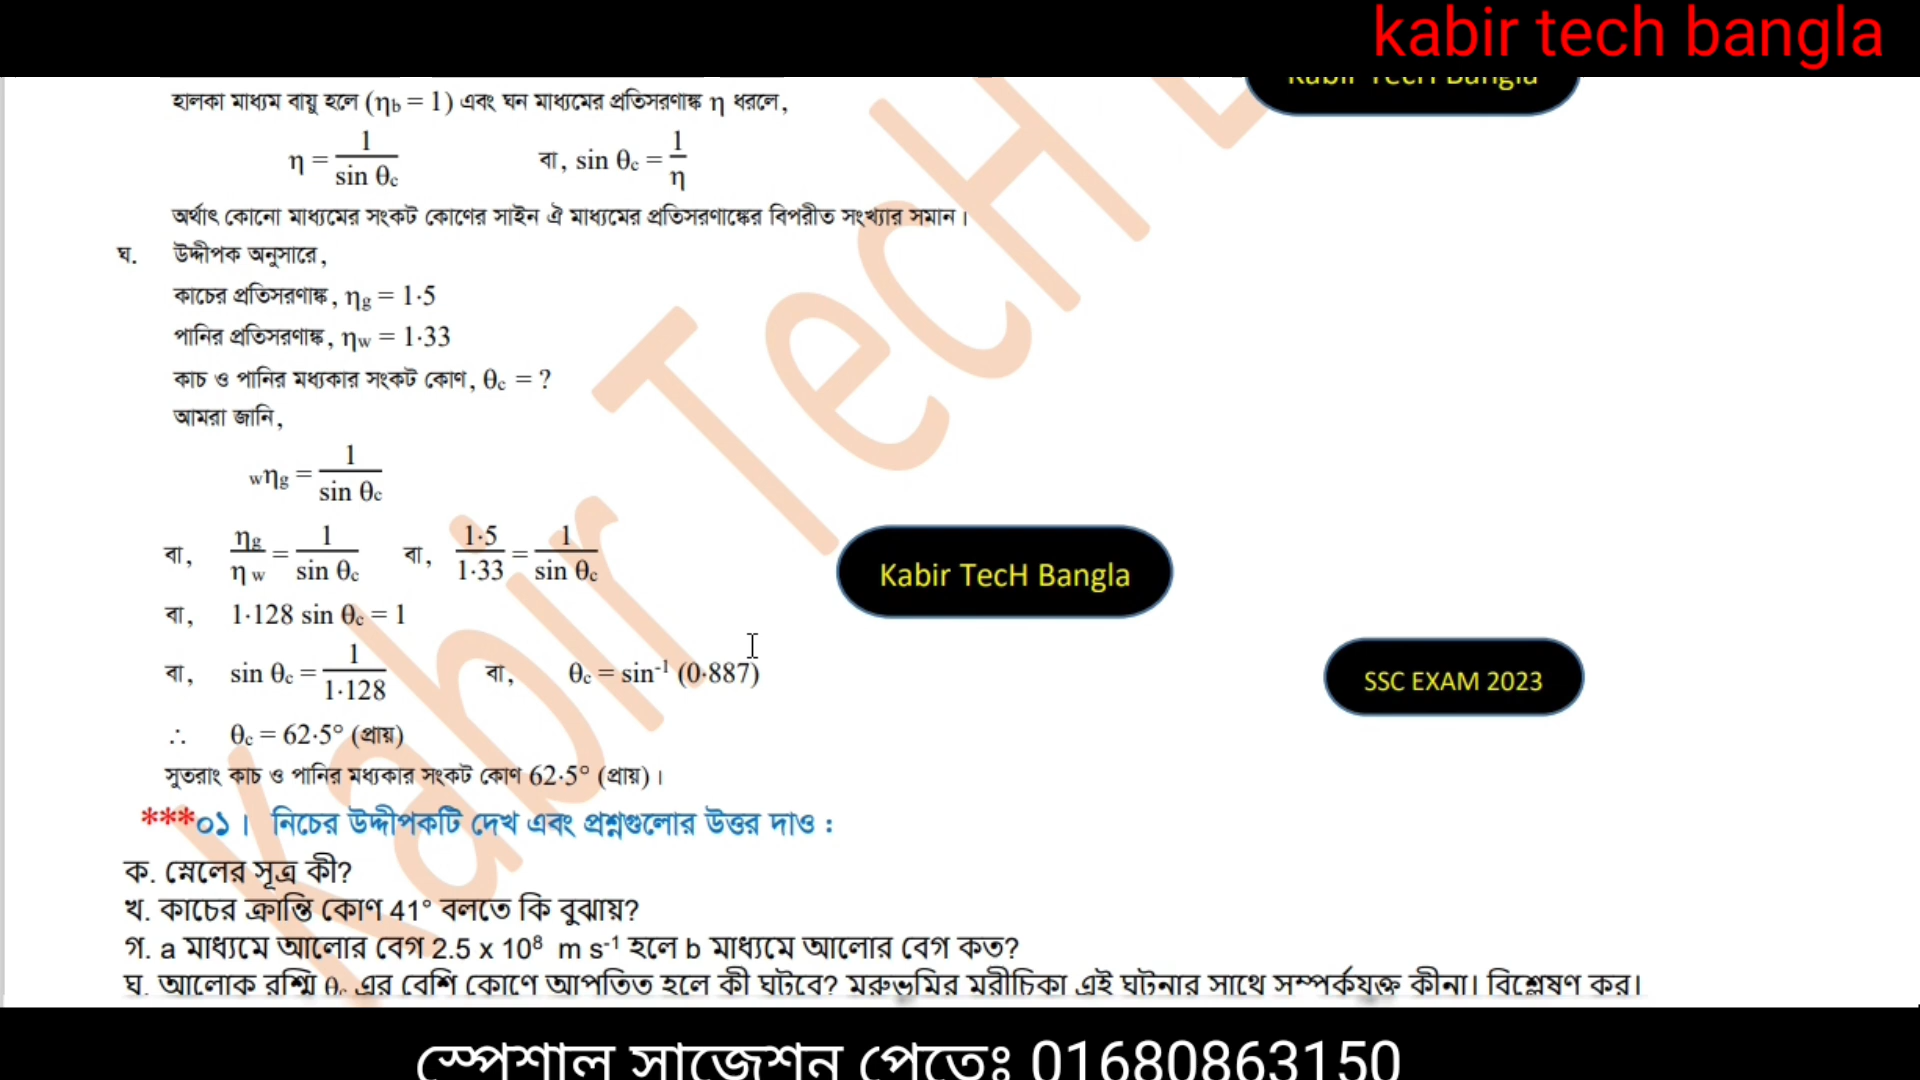 kabir tech bangla
Kabir TecH Bangla
হালকা মাধ্যম বায়ু হলে (ηb = 1) এবং ঘন মাধ্যমের প্রতিসরণাঙ্ক η ধরলে,
η = 1/sin θc বা, sin θc = 1/η
অর্থাৎ কোনো মাধ্যমের সংকট কোণের সাইন ঐ মাধ্যমের প্রতিসরণাঙ্কের বিপরীত সংখ্যার সমান।
ঘ. উদ্দীপক অনুসারে,
কাচের প্রতিসরণাঙ্ক, ηg = 1·5
পানির প্রতিসরণাঙ্ক, ηw = 1·33
কাচ ও পানির মধ্যকার সংকট কোণ, θc = ?
আমরা জানি,
wηg = 1/sin θc
বা, ηg/ηw = 1/sin θc বা, 1·5/1·33 = 1/sin θc
Kabir TecH Bangla
বা, 1·128 sin θc = 1
বা, sin θc = 1/1·128 বা, θc = sin⁻¹ (0·887)
SSC EXAM 2023
∴ θc = 62·5° (প্রায়)
সুতরাং কাচ ও পানির মধ্যকার সংকট কোণ 62·5° (প্রায়)।
***০১। নিচের উদ্দীপকটি দেখ এবং প্রশ্নগুলোর উত্তর দাও :
ক. স্নেলের সূত্র কী?
খ. কাচের ক্রান্তি কোণ 41° বলতে কি বুঝায়?
গ. a মাধ্যমে আলোর বেগ 2.5 x 10⁸ m s⁻¹ হলে b মাধ্যমে আলোর বেগ কত?
ঘ. আলোক রশ্মি θc এর বেশি কোণে আপতিত হলে কী ঘটবে? মরুভূমির মরীচিকা এই ঘটনার সাথে সম্পর্কযুক্ত কীনা। বিশ্লেষণ কর।
Kabir TecH
স্পেশাল সাজেশন পেতেঃ 01680863150